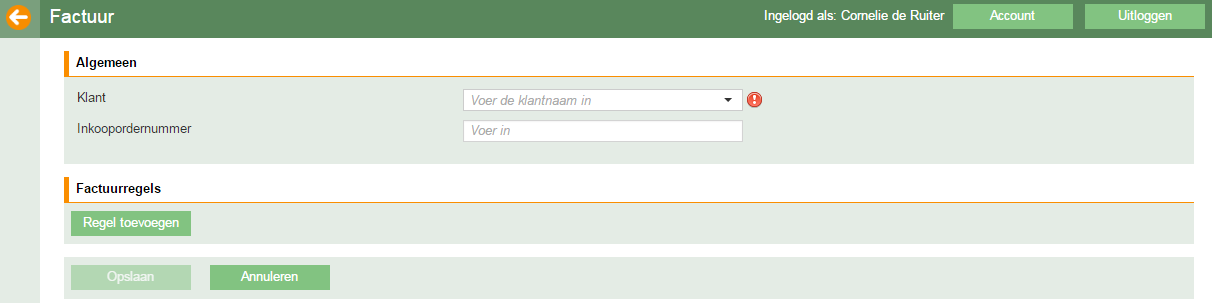 Factuur
Ingelogd als: Cornelie de Ruiter Account Uitloggen
Algemeen
Klant Voer de klantnaam in
Inkoopordernummer Voer in
Factuurregels
Regel toevoegen
Opslaan Annuleren